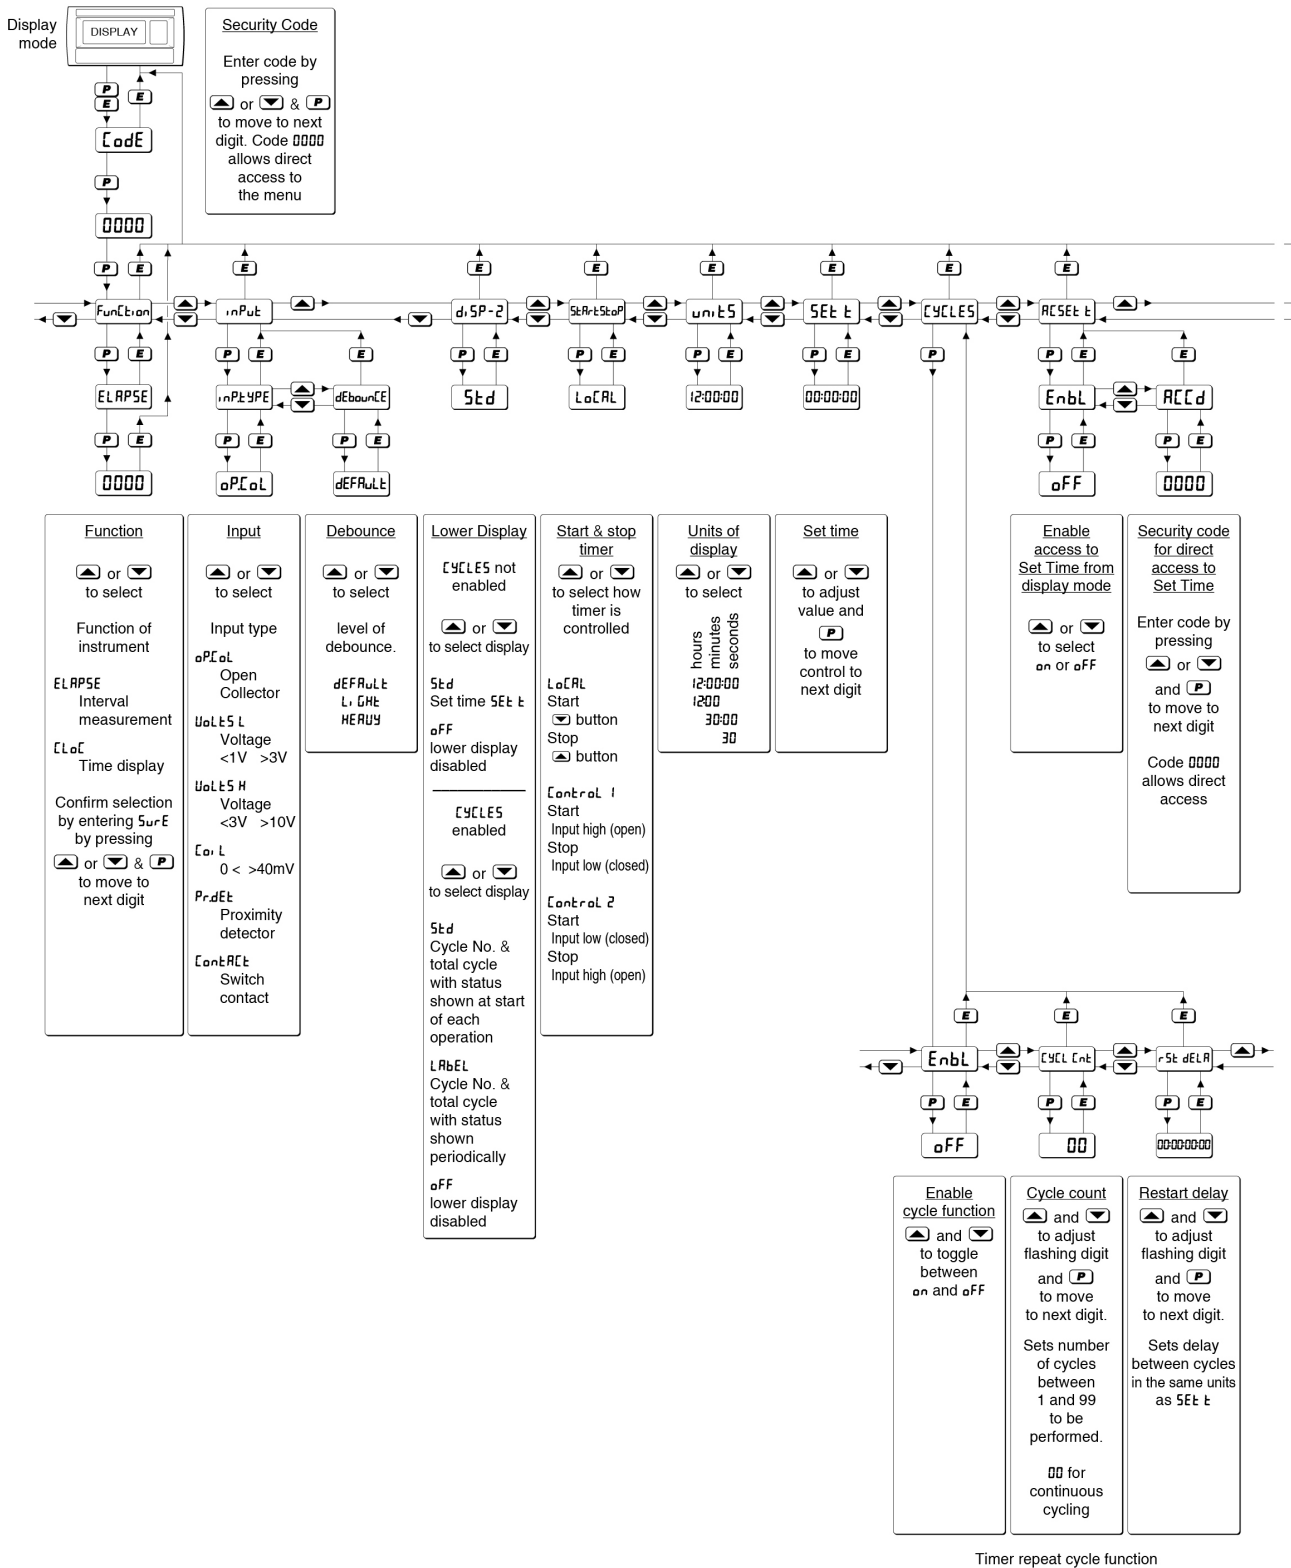 Display
mode
DISPLAY
P
E
E
CodE
P
0000
Security Code
Enter code by
pressing
or & P
to move to next
digit. Code 0000
allows direct
access to
the menu
P E E E E E E E E
FunCtion inPut diSP-2 StArtStoP unitS SEt t CYCLES ACSEt t
P E P E E P E P E P E P E P P E E
ELAPSE inP.tYPE dEbounCE Std LoCAL 12:00:00 00:00:00 EnbL ACCd
P E P E P E P E P E
0000 oP.CoL dEFAuLt oFF 0000
Function
or
to select
Function of
instrument
ELAPSE
Interval
measurement
CLoC
Time display
Confirm selection
by entering SurE
by pressing
or & P
to move to
next digit
Input
or
to select
Input type
oP.CoL
Open
Collector
VoLtS L
Voltage
<1V >3V
VoLtS H
Voltage
<3V >10V
CoiL
0 < >40mV
Pr.dEt
Proximity
detector
ContACt
Switch
contact
Debounce
or
to select
level of
debounce.
dEFAuLt
LiGHt
HEAVY
Lower Display
CYCLES not
enabled
or
to select display
Std
Set time SEt t
oFF
lower display
disabled
CYCLES
enabled
or
to select display
Std
Cycle No. &
total cycle
with status
shown at start
of each
operation
LAbEL
Cycle No. &
total cycle
with status
shown
periodically
oFF
lower display
disabled
Start & stop
timer
or
to select how
timer is
controlled
LoCAL
Start
button
Stop
button
ControL 1
Start
Input high (open)
Stop
Input low (closed)
ControL 2
Start
Input low (closed)
Stop
Input high (open)
Units of
display
or
to select
hours
minutes
seconds
12:00:00
12:00
30:00
30
Set time
or
to adjust
value and
P
to move
control to
next digit
Enable
access to
Set Time from
display mode
or
to select
on or oFF
Security code
for direct
access to
Set Time
Enter code by
pressing
or
and P
to move to
next digit
Code 0000
allows direct
access
E E E
EnbL CYCL Cnt rSt dELA
P E P E P E
oFF 00 00:00:00:00
Enable
cycle function
and
to toggle
between
on and oFF
Cycle count
and
to adjust
flashing digit
and P
to move
to next digit.
Sets number
of cycles
between
1 and 99
to be
performed.
00 for
continuous
cycling
Restart delay
and
to adjust
flashing digit
and P
to move
to next digit.
Sets delay
between cycles
in the same units
as SEt t
Timer repeat cycle function